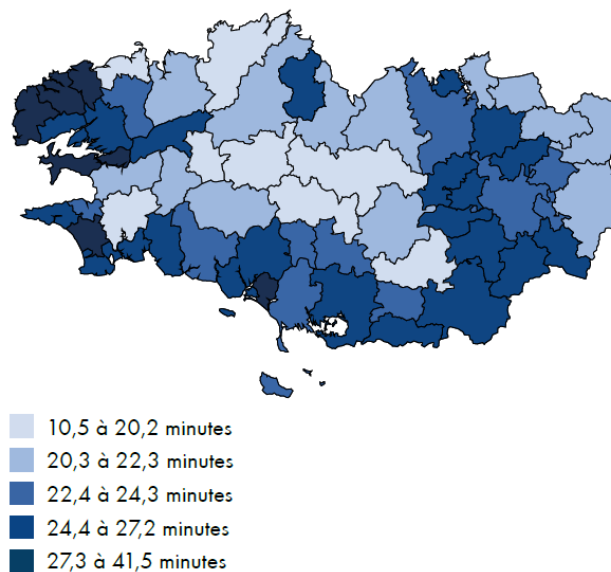 10,5 à 20,2 minutes
20,3 à 22,3 minutes
22,4 à 24,3 minutes
24,4 à 27,2 minutes
27,3 à 41,5 minutes